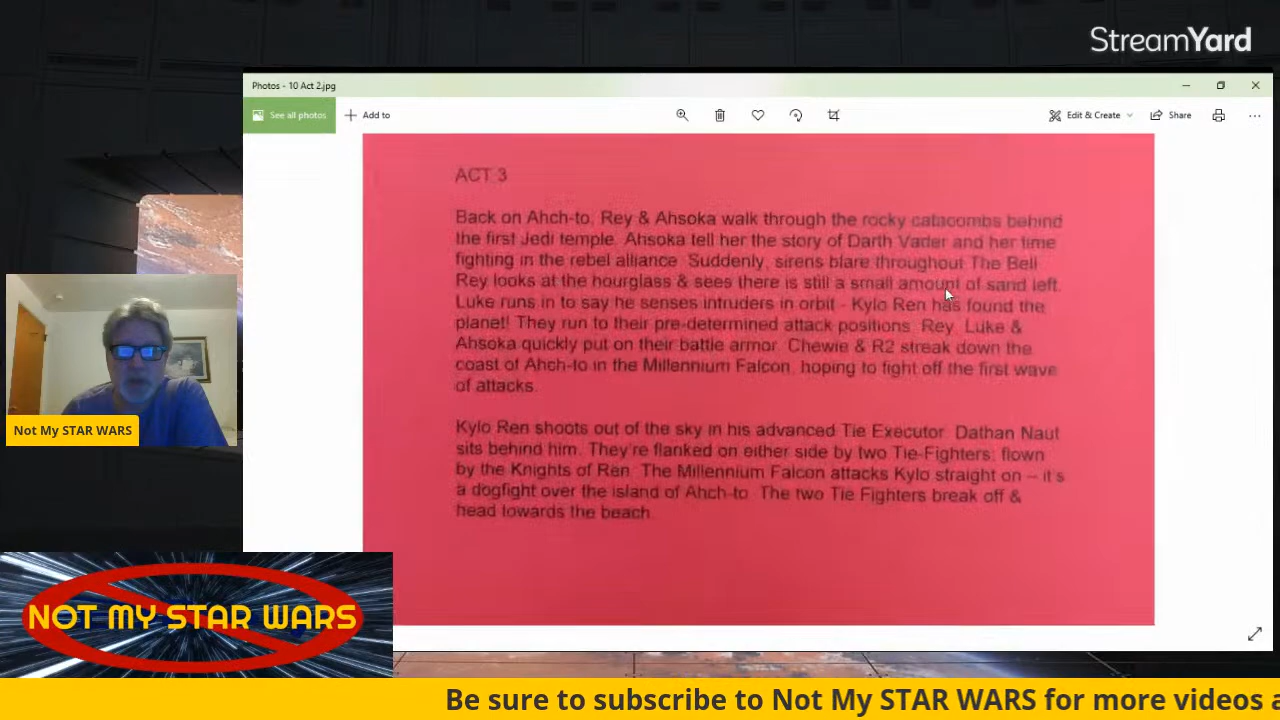 StreamYard
Photos - 10 Act 2.jpg
See all photos
Add to
Edit & Create
Share
ACT 3
Back on Ahch-to, Rey & Ahsoka walk through the rocky catacombs behind
the first Jedi temple. Ahsoka tell her the story of Darth Vader and her time
fighting in the rebel alliance. Suddenly, sirens blare throughout The Bell
Rey looks at the hourglass & sees there is still a small amount of sand left.
Luke runs in to say he senses intruders in orbit - Kylo Ren has found the
planet! They run to their pre-determined attack positions. Rey, Luke &
Ahsoka quickly put on their battle armor. Chewie & R2 streak down the
coast of Ahch-to in the Millennium Falcon, hoping to fight off the first wave
of attacks.
Kylo Ren shoots out of the sky in his advanced Tie Executor. Dathan Naut
sits behind him. They're flanked on either side by two Tie-Fighters, flown
by the Knights of Ren. The Millennium Falcon attacks Kylo straight on – it's
a dogfight over the island of Ahch-to. The two Tie Fighters break off &
head towards the beach.
Not My STAR WARS
NOT MY STAR WARS
Be sure to subscribe to Not My STAR WARS for more videos a